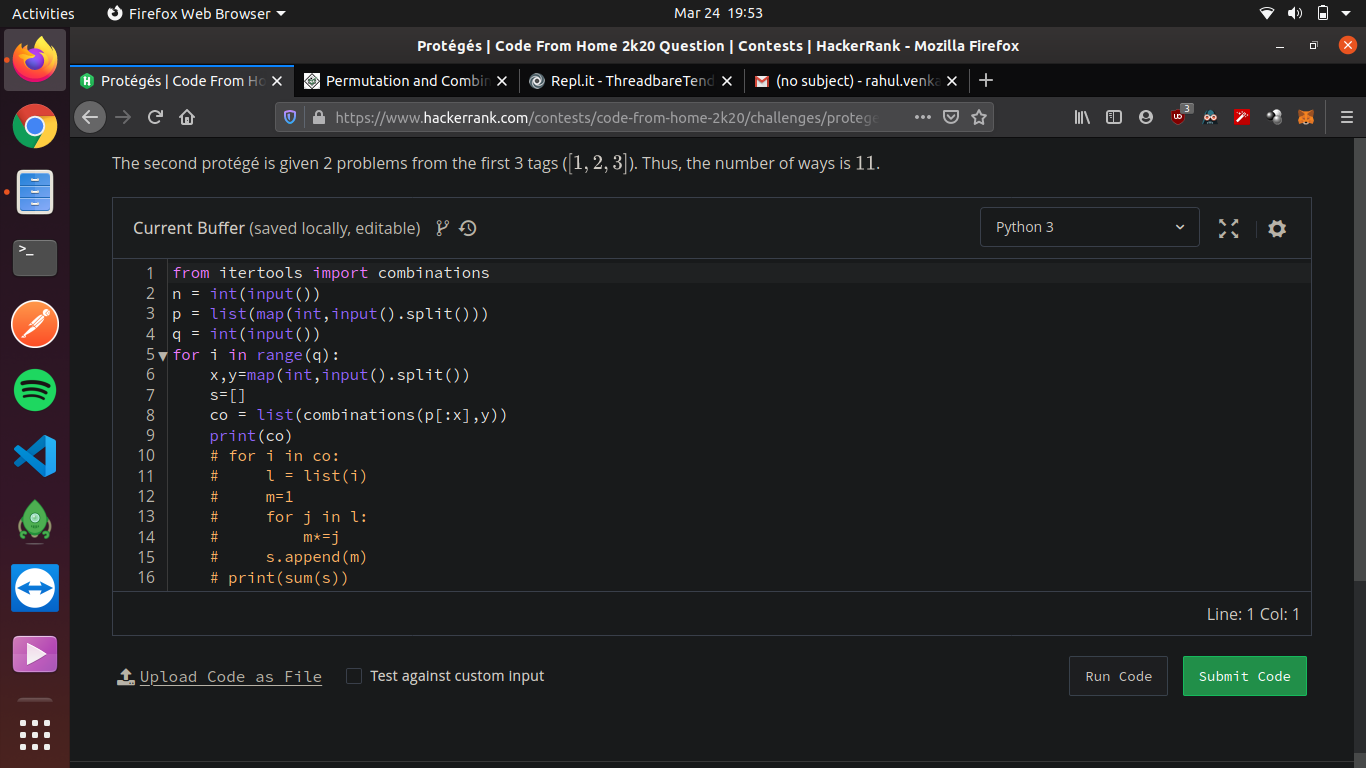 Activities
Firefox Web Browser
Mar 24 19:53
Protégés | Code From Home 2k20 Question | Contests | HackerRank - Mozilla Firefox
Protégés | Code From Ho
Permutation and Combin
Repl.it - ThreadbareTend
(no subject) - rahul.venka
https://www.hackerrank.com/contests/code-from-home-2k20/challenges/protege
3
The second protégé is given 2 problems from the first 3 tags ([1, 2, 3]). Thus, the number of ways is 11.
Current Buffer (saved locally, editable)
Python 3
1 from itertools import combinations
2 n = int(input())
3 p = list(map(int,input().split()))
4 q = int(input())
5 for i in range(q):
6     x,y=map(int,input().split())
7     s=[]
8     co = list(combinations(p[:x],y))
9     print(co)
10     # for i in co:
11     #     l = list(i)
12     #     m=1
13     #     for j in l:
14     #         m*=j
15     #     s.append(m)
16     # print(sum(s))
Line: 1 Col: 1
Upload Code as File
Test against custom input
Run Code
Submit Code